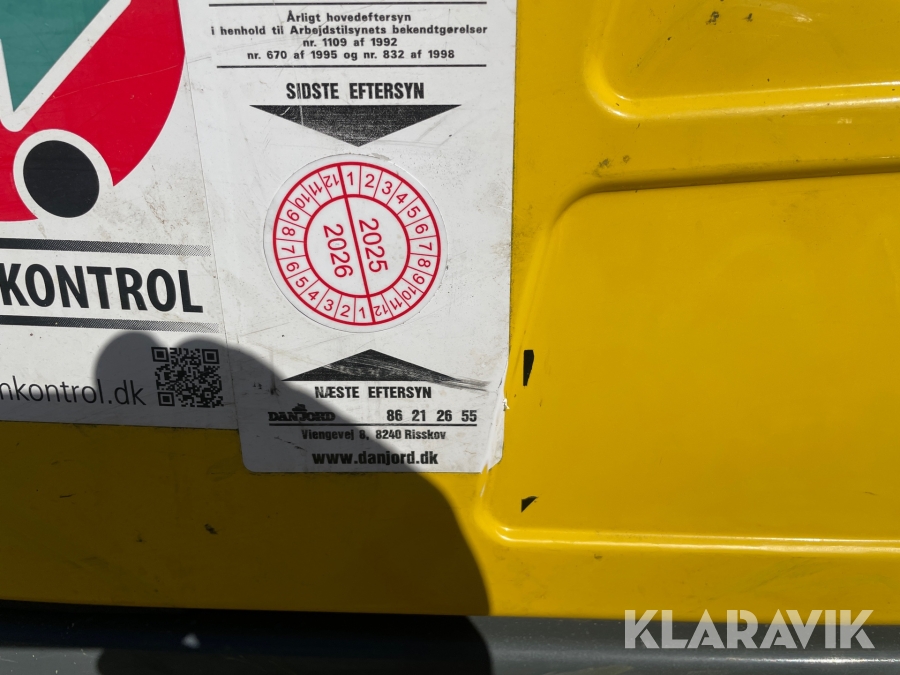 Årligt hovedeftersyn
i henhold til Arbejdstilsynets bekendtgørelser
nr. 1109 af 1992
nr. 670 af 1995 og nr. 832 af 1998
SIDSTE EFTERSYN
1 2 3 4 5 6 7 8 9 10 11 12
2025
2026
1 2 3 4 5 6 7 8 9 10 11 12
KONTROL
nkontrol.dk
NÆSTE EFTERSYN
DANJORD 86 21 26 55
Viengevej 8, 8240 Risskov
www.danjord.dk
KLARAVIK